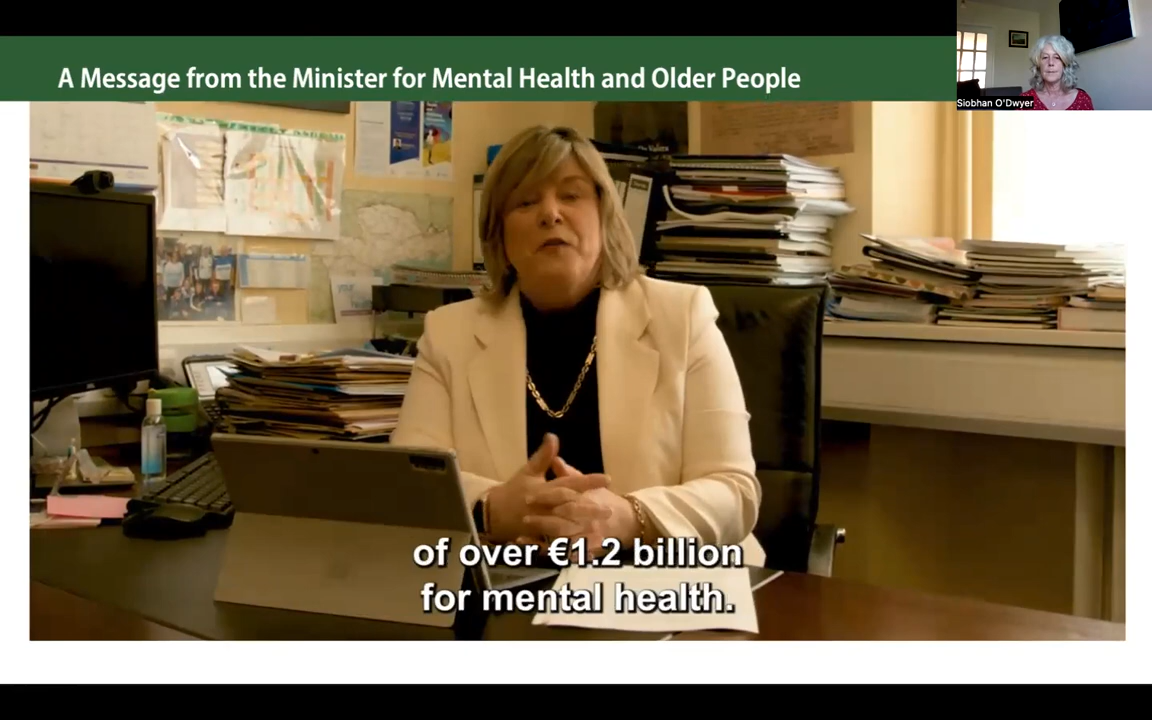 A Message from the Minister for Mental Health and Older People
Siobhan O'Dwyer
of over €1.2 billion
for mental health.